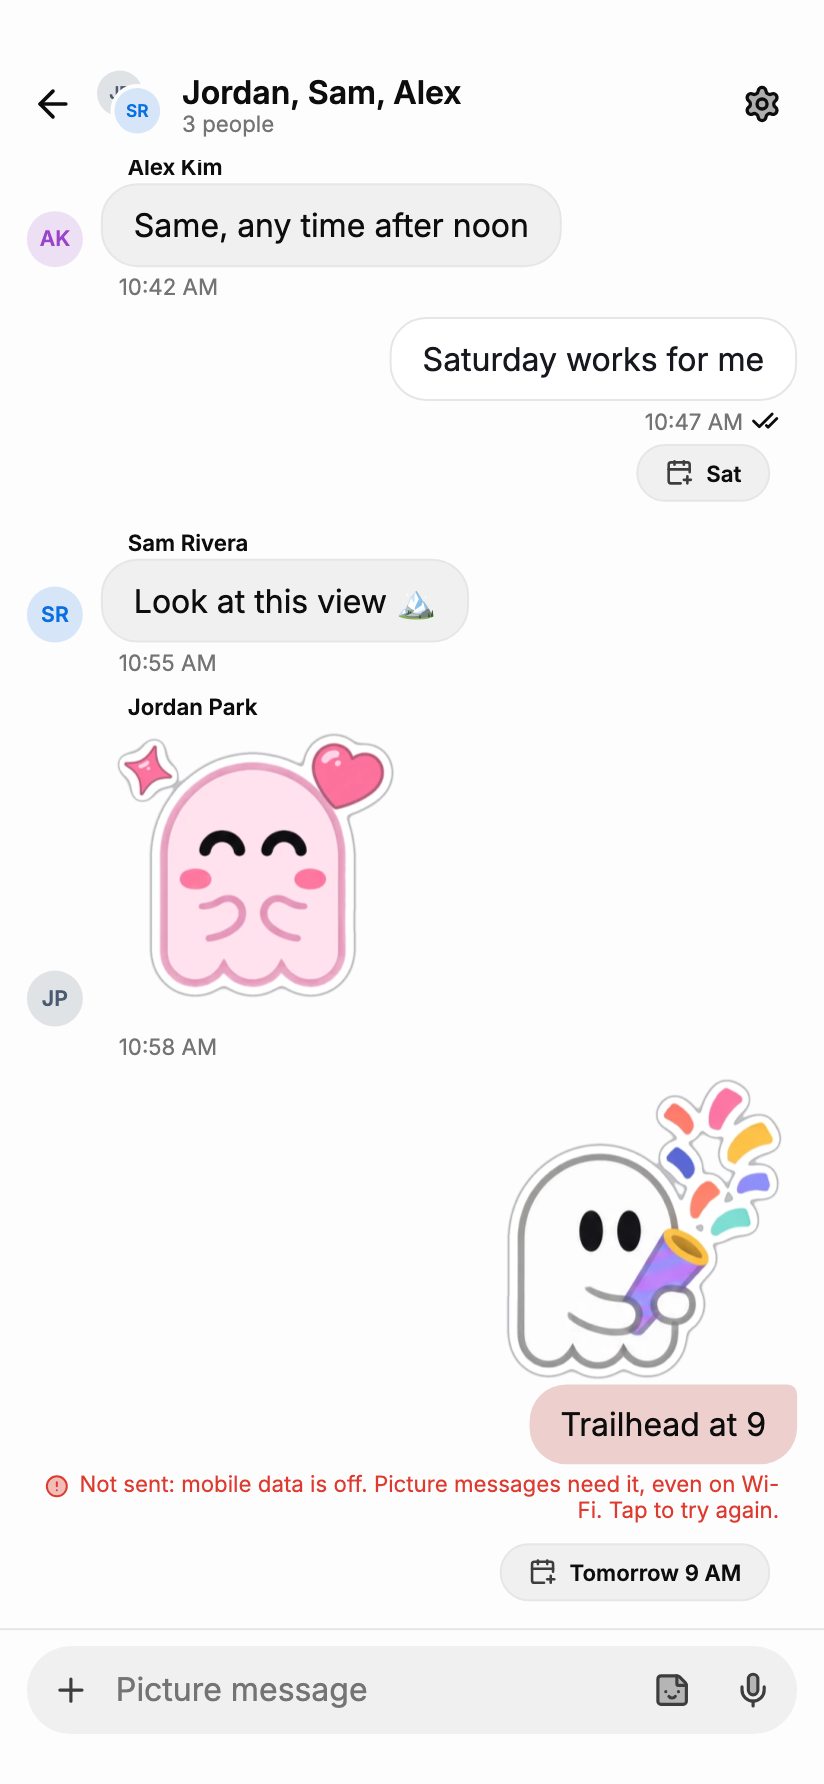 Jordan, Sam, Alex
3 people
SR
Alex Kim
AK
Same, any time after noon
10:42 AM
Saturday works for me
10:47 AM
Sat
Sam Rivera
SR
Look at this view 🏔️
10:55 AM
Jordan Park
JP
10:58 AM
Trailhead at 9
Not sent: mobile data is off. Picture messages need it, even on Wi-
Fi. Tap to try again.
Tomorrow 9 AM
Picture message